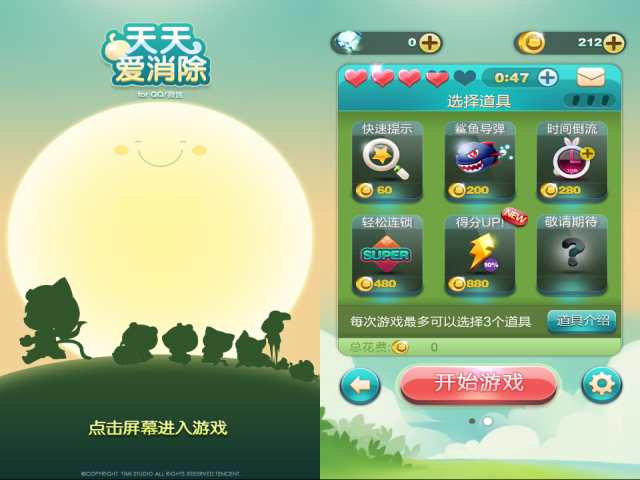 天天
爱消除
for QQ/微信
点击屏幕进入游戏
©COPYRIGHT TIMI STUDIO ALL RIGHTS RESERVED.TENCENT.
0
212
0:47
选择道具
快速提示
鲨鱼导弹
时间倒流
TIME
60
200
280
轻松连锁
得分UP!
NEW
敬请期待
SUPER
10%
?
480
880
每次游戏最多可以选择3个道具
道具介绍
总花费:
0
开始游戏